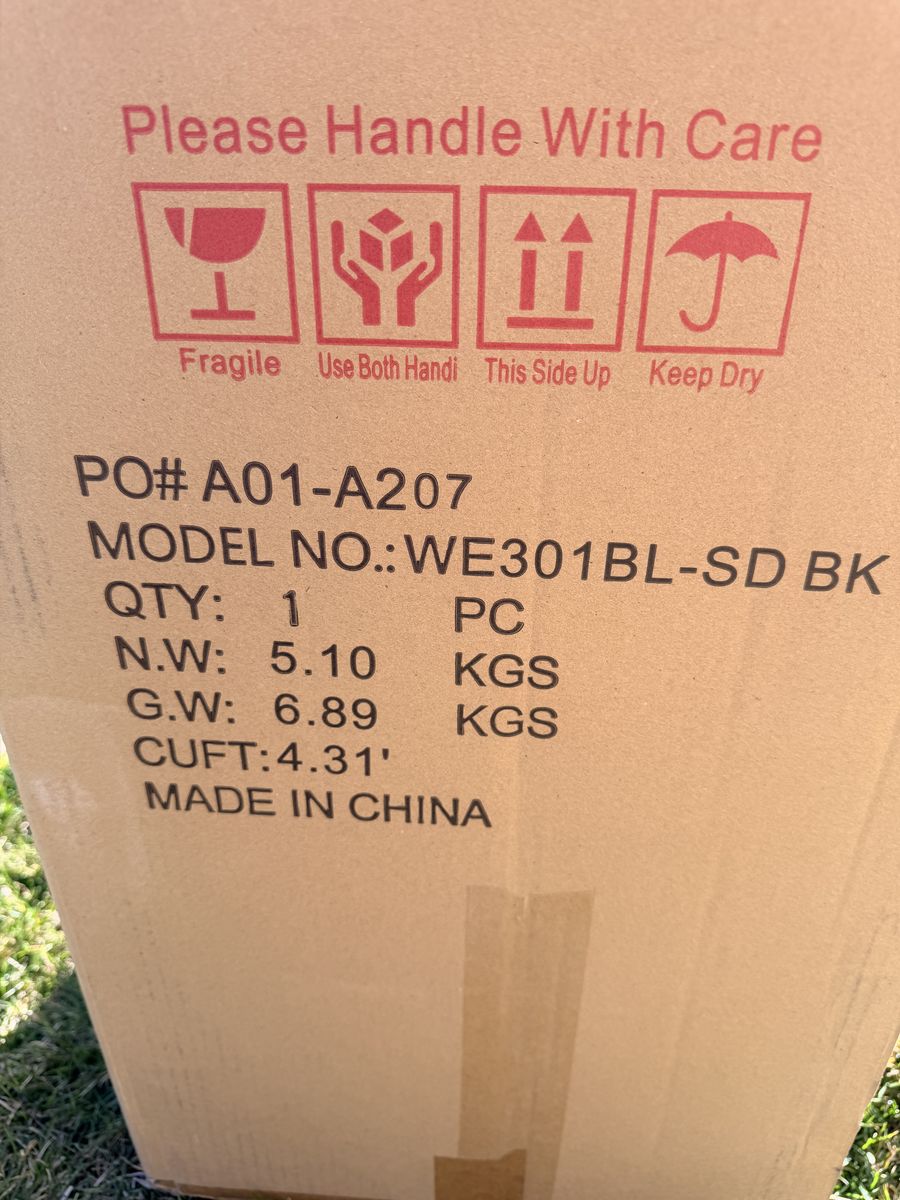 Please Handle With Care
Fragile Use Both Handi This Side Up Keep Dry
PO# A01-A207
MODEL NO.: WE301BL-SD BK
QTY: 1 PC
N.W: 5.10 KGS
G.W: 6.89 KGS
CUFT: 4.31'
MADE IN CHINA